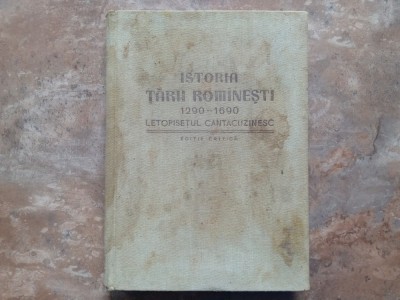 ISTORIA
ȚĂRII ROMÎNEȘTI
1290-1690
LETOPISEȚUL CANTACUZINESC
EDIȚIE CRITICĂ